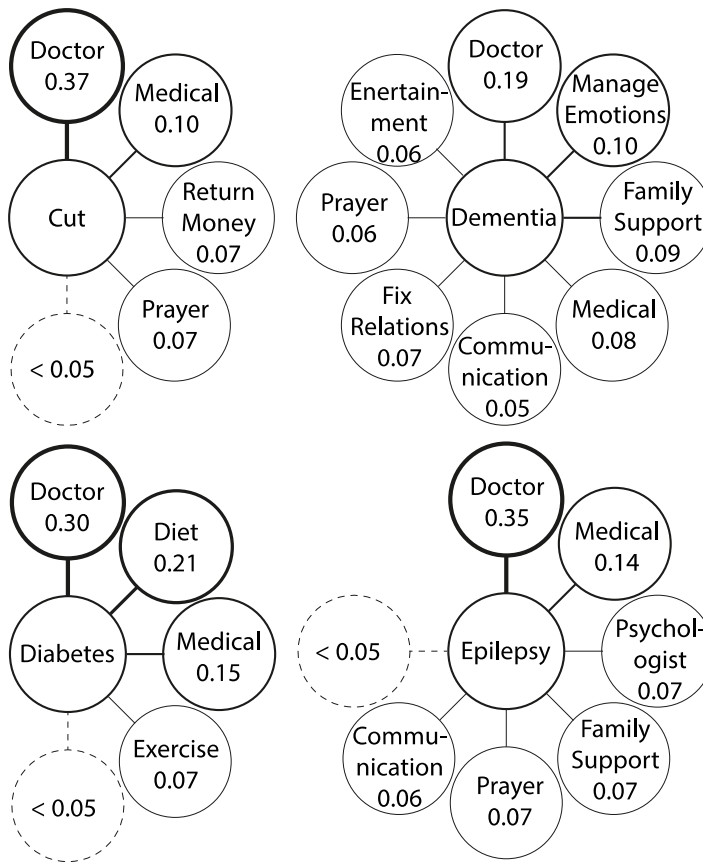 Doctor
0.37
Medical
0.10
Cut
Return
Money
0.07
Prayer
0.07
< 0.05
Doctor
0.19
Manage
Emotions
0.10
Enertain-
ment
0.06
Prayer
0.06
Dementia
Family
Support
0.09
Fix
Relations
0.07
Medical
0.08
Commu-
nication
0.05
Doctor
0.30
Diet
0.21
Diabetes
Medical
0.15
Exercise
0.07
< 0.05
Doctor
0.35
Medical
0.14
< 0.05
Epilepsy
Psychol-
ogist
0.07
Commu-
nication
0.06
Prayer
0.07
Family
Support
0.07